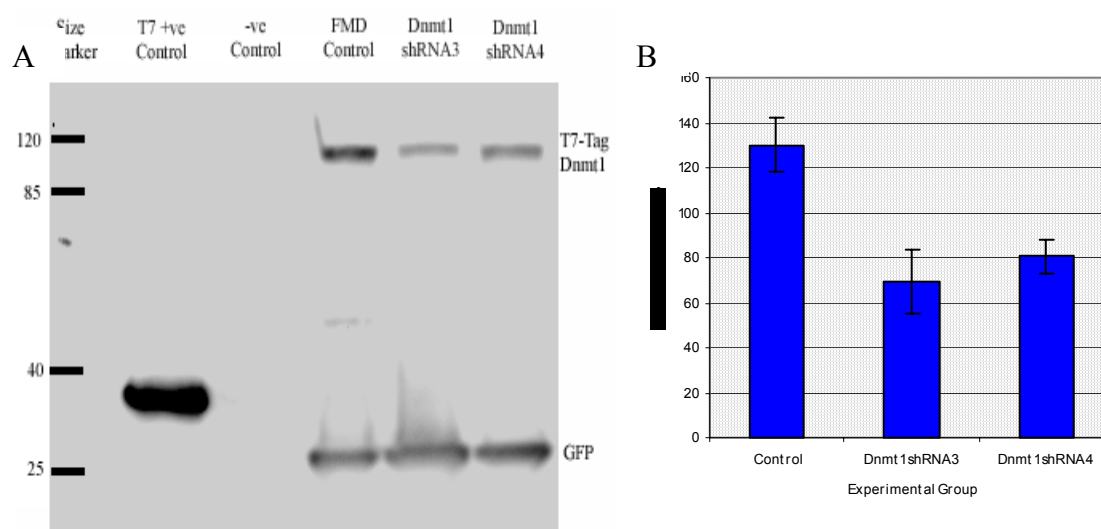 A
ize
arker
T7 +ve
Control
-ve
Control
FMD
Control
Dnmt1
shRNA3
Dnmt1
shRNA4
120
85
40
25
T7-Tag
Dnmt1
GFP
B
160
140
120
100
80
60
40
20
0
Control
Dnmt1shRNA3
Dnmt1shRNA4
Experimental Group